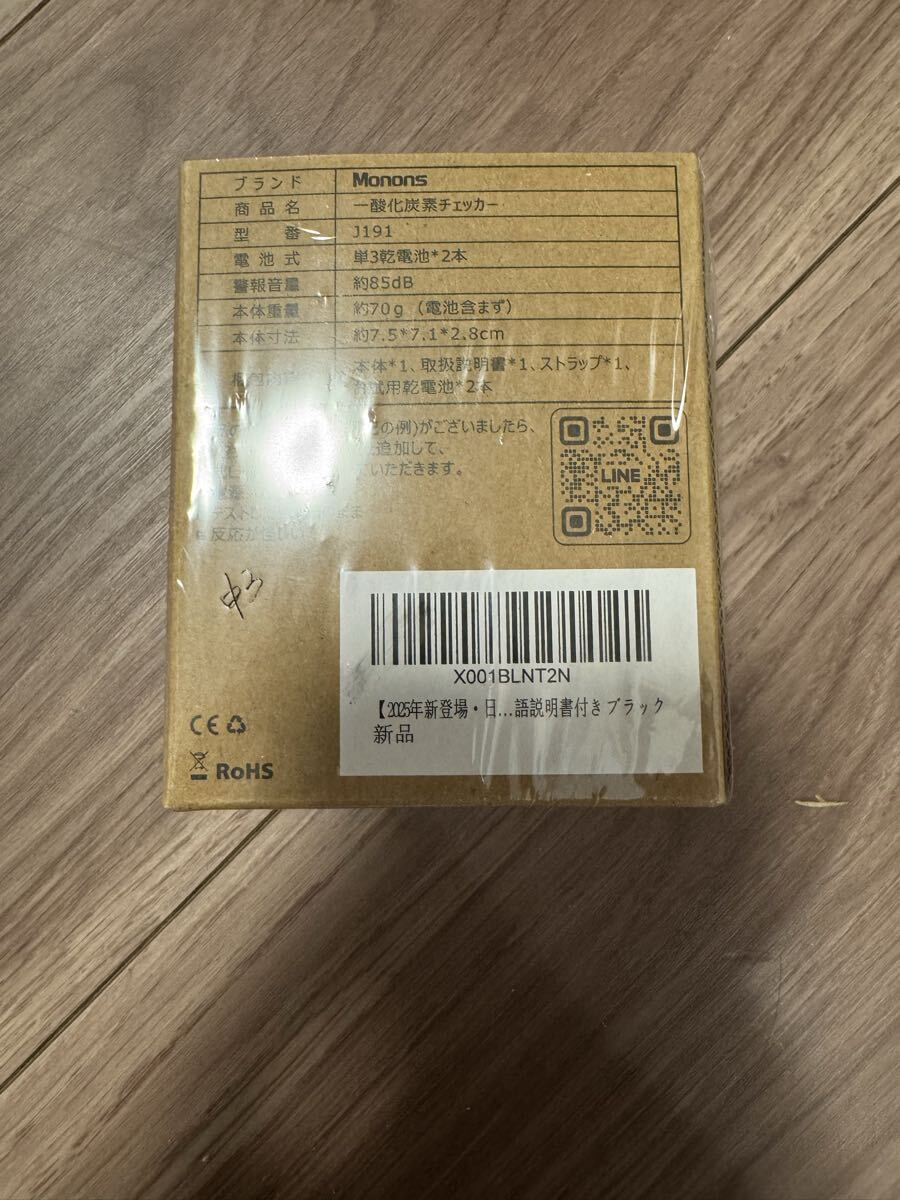 ブランド Monons
商品名 一酸化炭素チェッカー
型番 J191
電池式 単3乾電池*2本
警報音量 約85dB
本体重量 約70g（電池含まず）
本体寸法 約7.5*7.1*2.8cm
本体*1、取扱説明書*1、ストラップ*1、
用乾電池*2本
の例)がございましたら、
追加して、
いただきます。
LINE
反応が
X001BLNT2N
【2025年新登場・日...語説明書付きブラック
新品
CE
RoHS